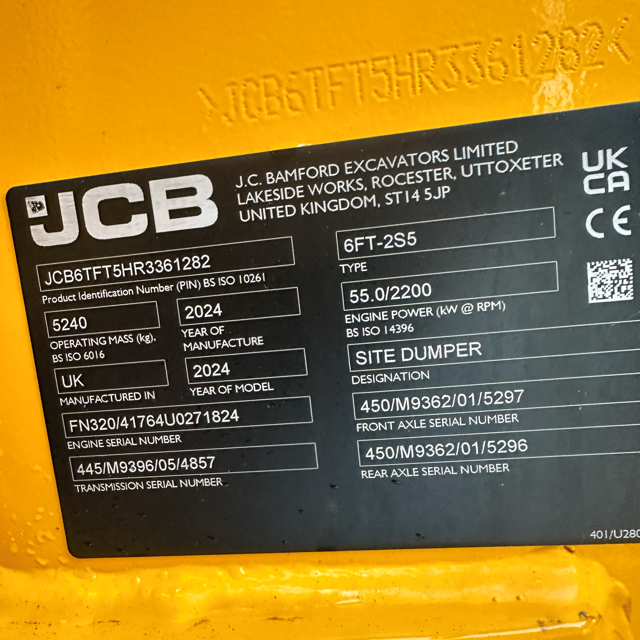 >JCB6TFT5HR3361282<
JCB
J.C. BAMFORD EXCAVATORS LIMITED
LAKESIDE WORKS, ROCESTER, UTTOXETER
UNITED KINGDOM, ST14 5JP
UK
CA
CE
JCB6TFT5HR3361282
Product Identification Number (PIN) BS ISO 10261
6FT-2S5
TYPE
5240
OPERATING MASS (kg),
BS ISO 6016
2024
YEAR OF
MANUFACTURE
55.0/2200
ENGINE POWER (kW @ RPM)
BS ISO 14396
UK
MANUFACTURED IN
2024
YEAR OF MODEL
SITE DUMPER
DESIGNATION
FN320/41764U0271824
ENGINE SERIAL NUMBER
450/M9362/01/5297
FRONT AXLE SERIAL NUMBER
445/M9396/05/4857
TRANSMISSION SERIAL NUMBER
450/M9362/01/5296
REAR AXLE SERIAL NUMBER
401/U280